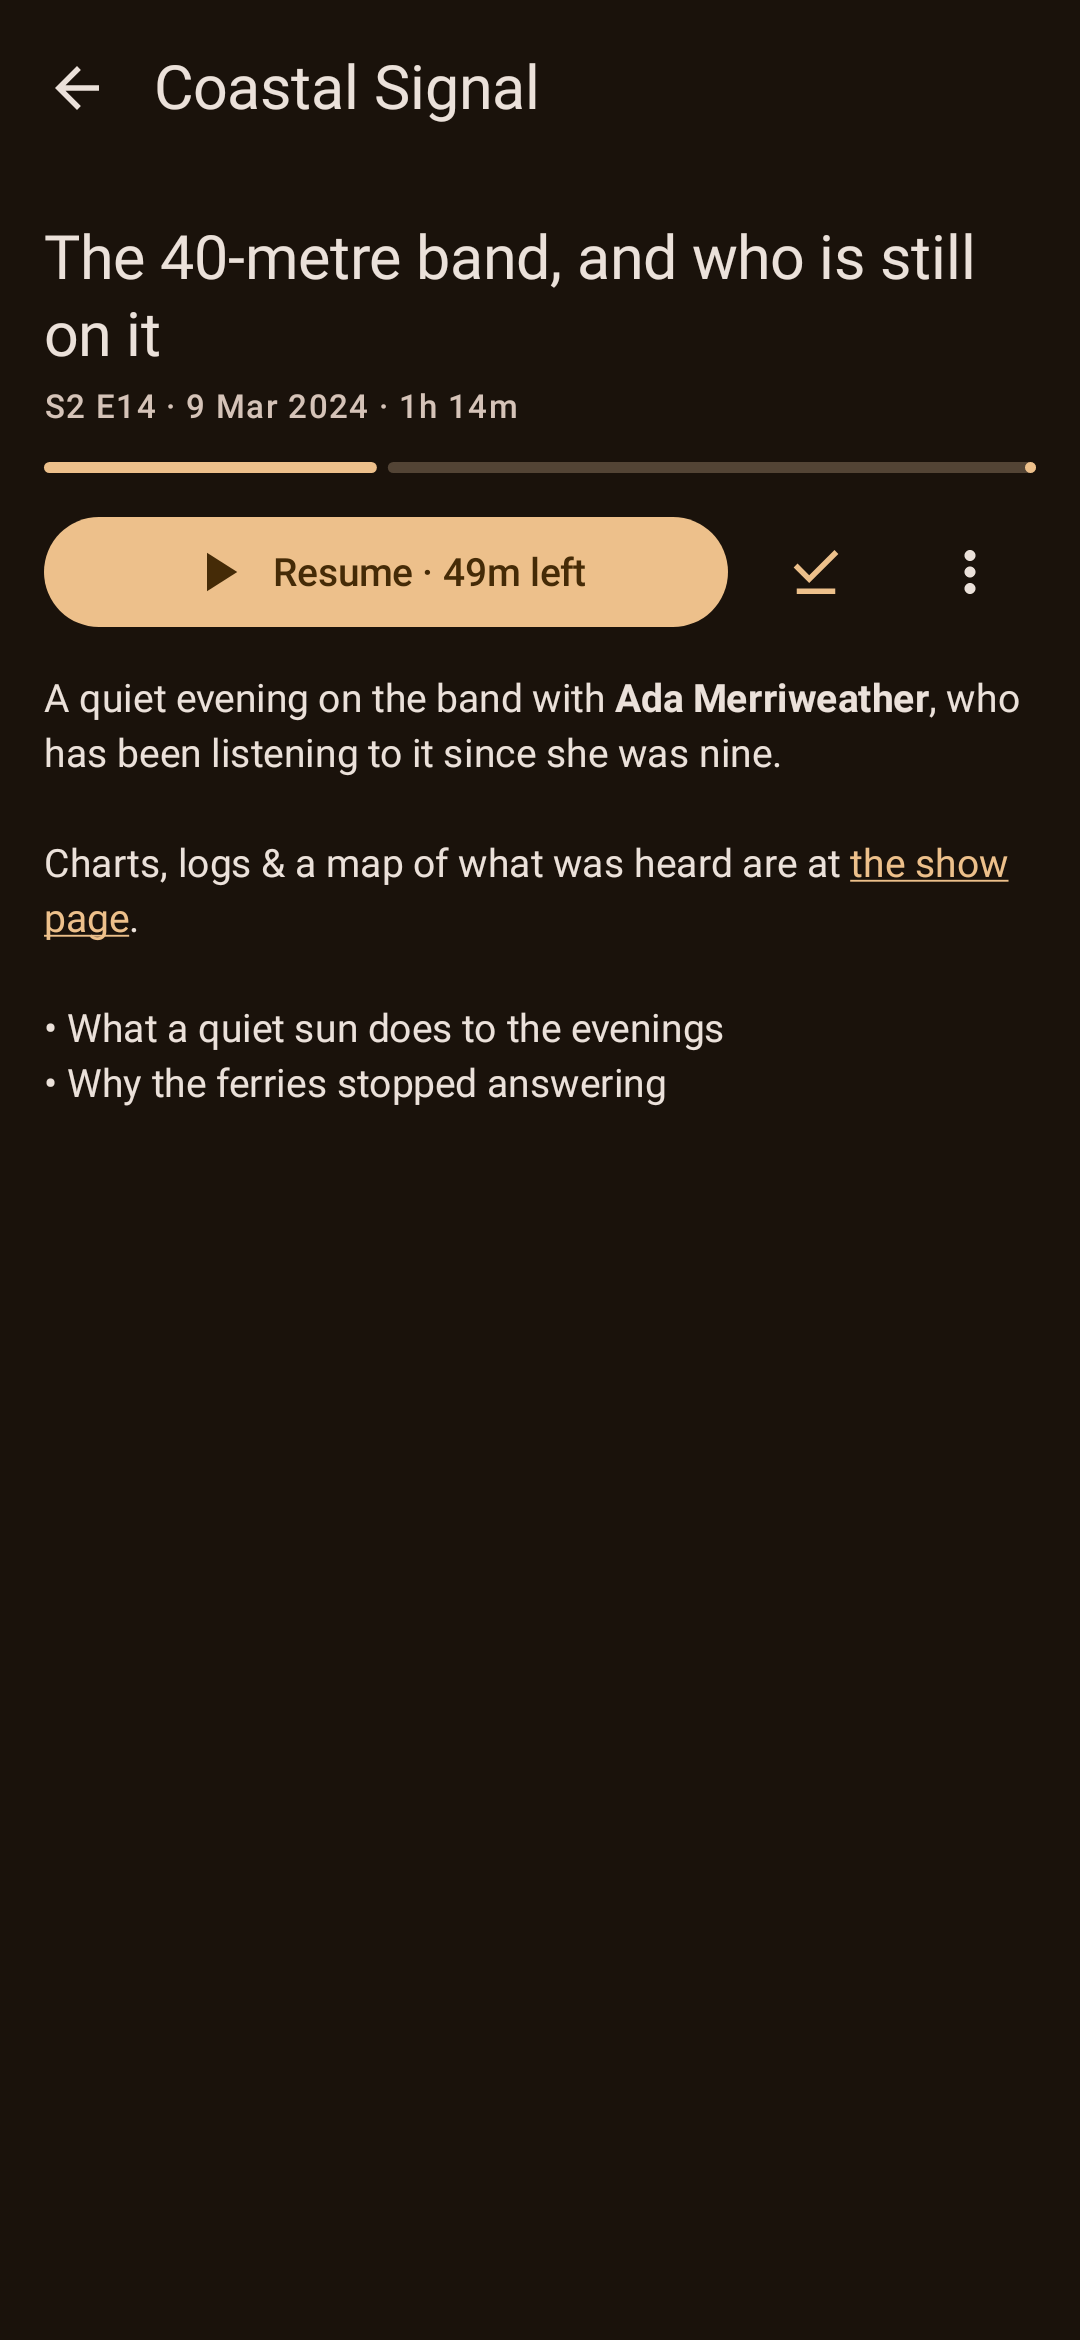 Coastal Signal
The 40-metre band, and who is still
on it
S2 E14 · 9 Mar 2024 · 1h 14m
Resume · 49m left
A quiet evening on the band with Ada Merriweather, who
has been listening to it since she was nine.
Charts, logs & a map of what was heard are at the show
page.
• What a quiet sun does to the evenings
• Why the ferries stopped answering